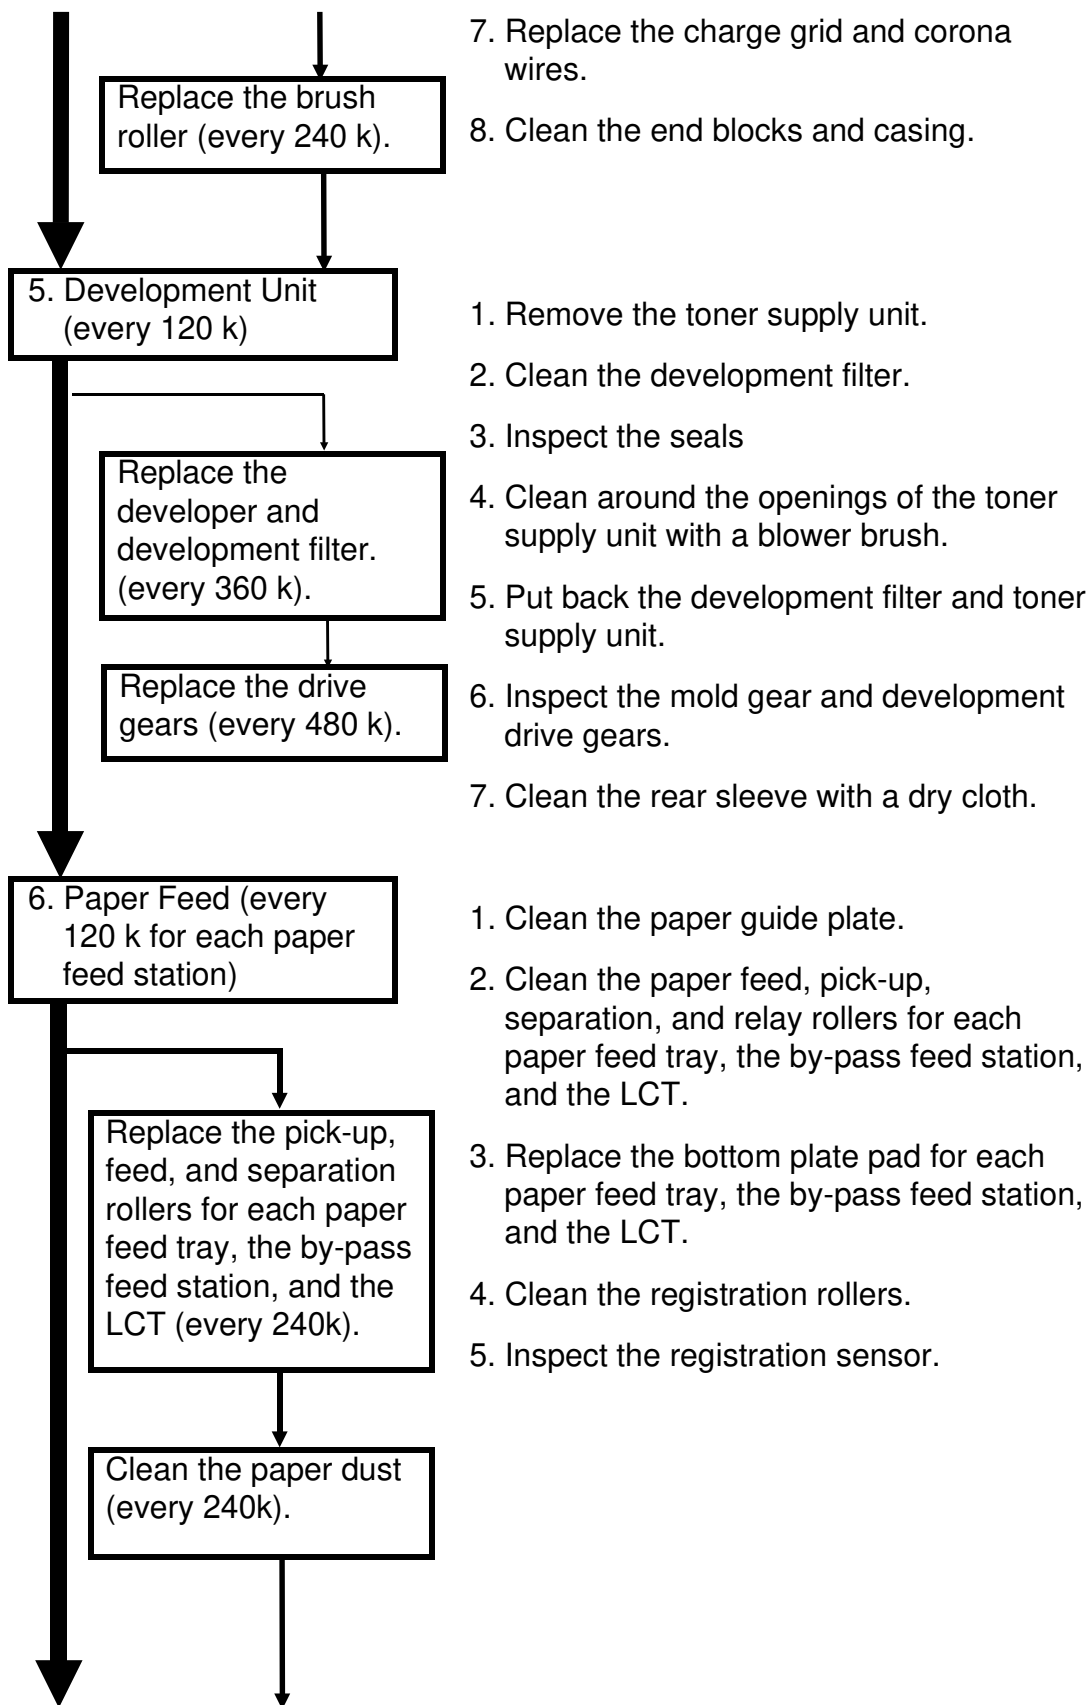 7. Replace the charge grid and corona
wires.
Replace the brush
roller (every 240 k).
8. Clean the end blocks and casing.
5. Development Unit
(every 120 k)
1. Remove the toner supply unit.
2. Clean the development filter.
3. Inspect the seals
4. Clean around the openings of the toner
supply unit with a blower brush.
5. Put back the development filter and toner
supply unit.
6. Inspect the mold gear and development
drive gears.
7. Clean the rear sleeve with a dry cloth.
Replace the
developer and
development filter.
(every 360 k).
Replace the drive
gears (every 480 k).
6. Paper Feed (every
120 k for each paper
feed station)
1. Clean the paper guide plate.
2. Clean the paper feed, pick-up,
separation, and relay rollers for each
paper feed tray, the by-pass feed station,
and the LCT.
3. Replace the bottom plate pad for each
paper feed tray, the by-pass feed station,
and the LCT.
4. Clean the registration rollers.
5. Inspect the registration sensor.
Replace the pick-up,
feed, and separation
rollers for each paper
feed tray, the by-pass
feed station, and the
LCT (every 240k).
Clean the paper dust
(every 240k).